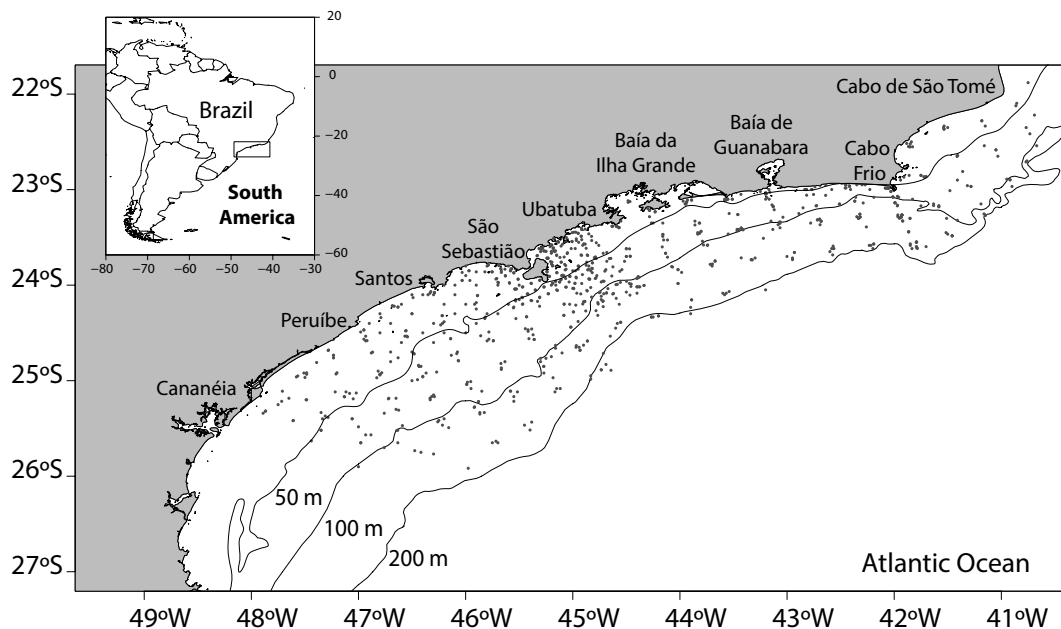 20
0
−20
−40
−60
−80
−70
−60
−50
−40
−30
Brazil
South
America
22ºS
23ºS
24ºS
25ºS
26ºS
27ºS
Cabo de São Tomé
Baía de
Guanabara
Baía da
Ilha Grande
Cabo
Frio
Ubatuba
São
Sebastião
Santos
Peruíbe
Cananéia
50 m
100 m
200 m
Atlantic Ocean
49ºW
48ºW
47ºW
46ºW
45ºW
44ºW
43ºW
42ºW
41ºW